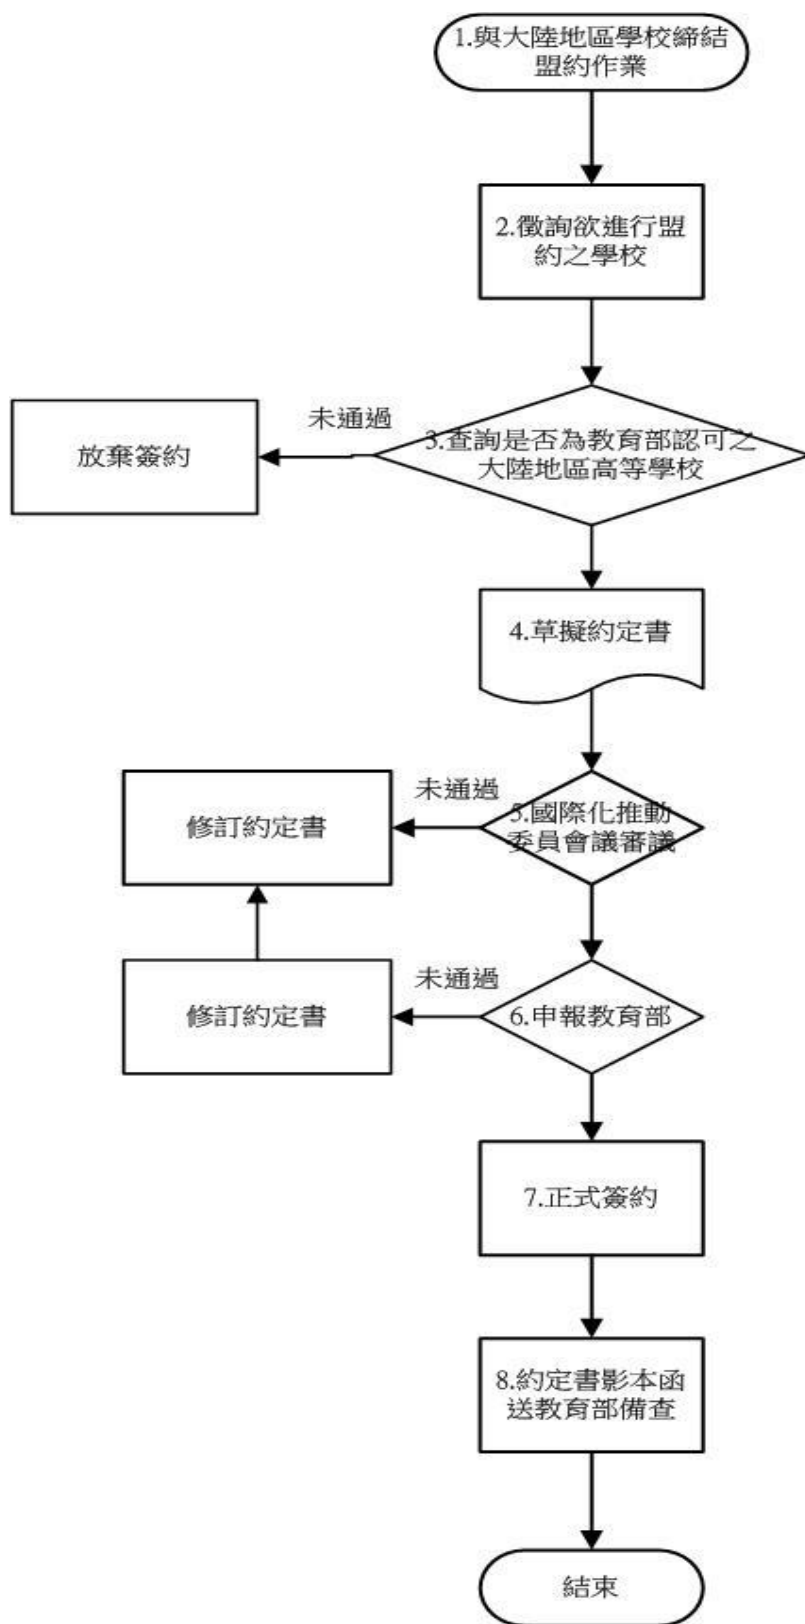 1.與大陸地區學校締結
盟約作業
2.徵詢欲進行盟
約之學校
未通過
放棄簽約
3.查詢是否為教育部認可之
大陸地區高等學校
4.草擬約定書
未通過
修訂約定書
5.國際化推動
委員會議審議
未通過
修訂約定書
6.申報教育部
7.正式簽約
8.約定書影本函
送教育部備查
結束